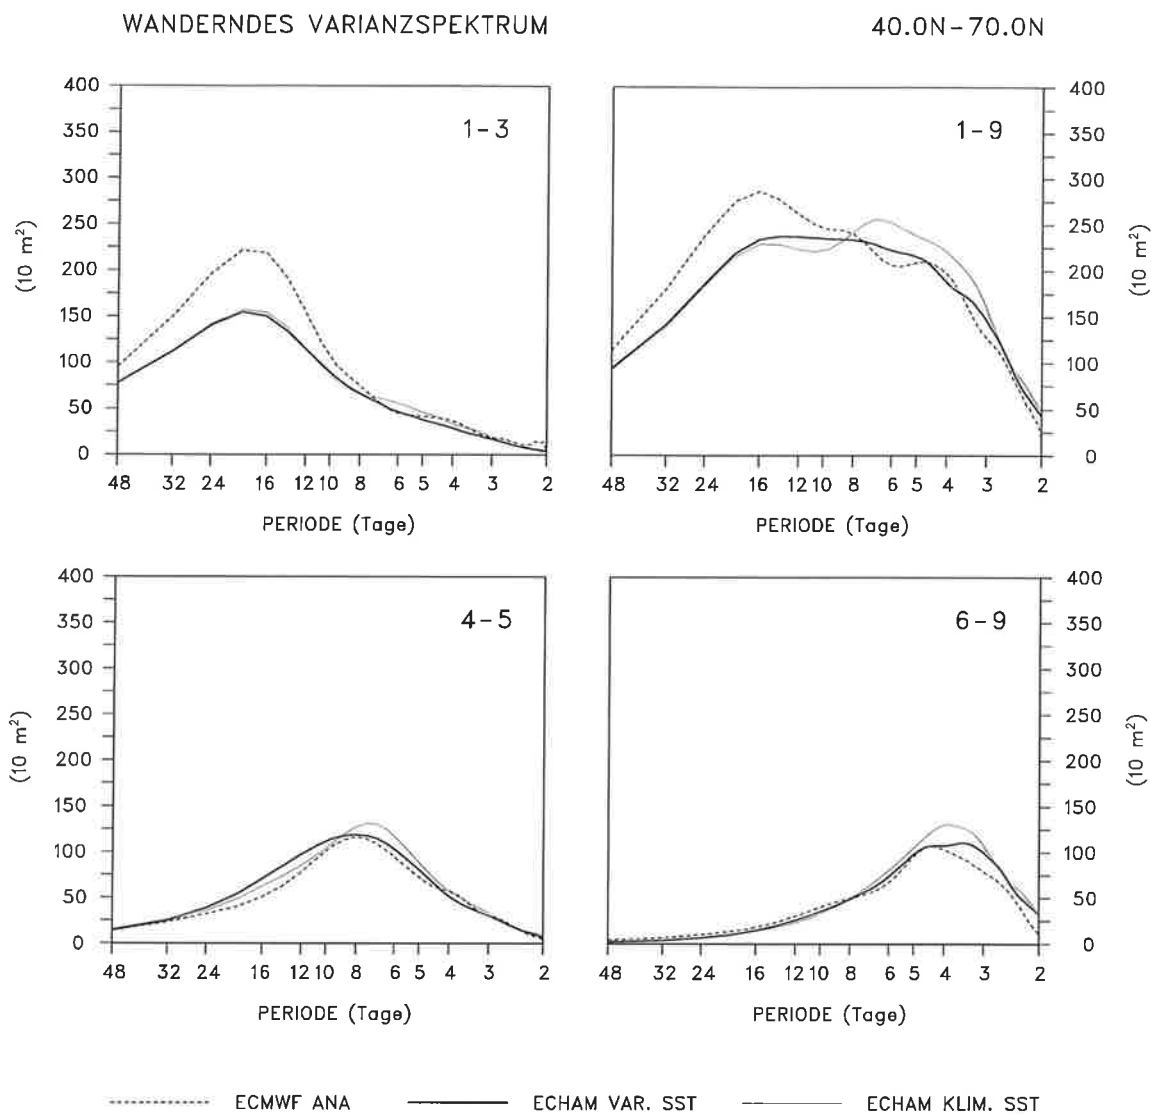 WANDERNDES VARIANZSPEKTRUM 40.0N-70.0N
400 350 300 250 200 150 100 50 0
(10 m²)
1-3
48 32 24 16 12 10 8 6 5 4 3 2
PERIODE (Tage)
1-9
400 350 300 250 200 150 100 50 0
(10 m²)
48 32 24 16 12 10 8 6 5 4 3 2
PERIODE (Tage)
400 350 300 250 200 150 100 50 0
(10 m²)
4-5
48 32 24 16 12 10 8 6 5 4 3 2
PERIODE (Tage)
6-9
400 350 300 250 200 150 100 50 0
(10 m²)
48 32 24 16 12 10 8 6 5 4 3 2
PERIODE (Tage)
ECMWF ANA ECHAM VAR. SST ECHAM KLIM. SST